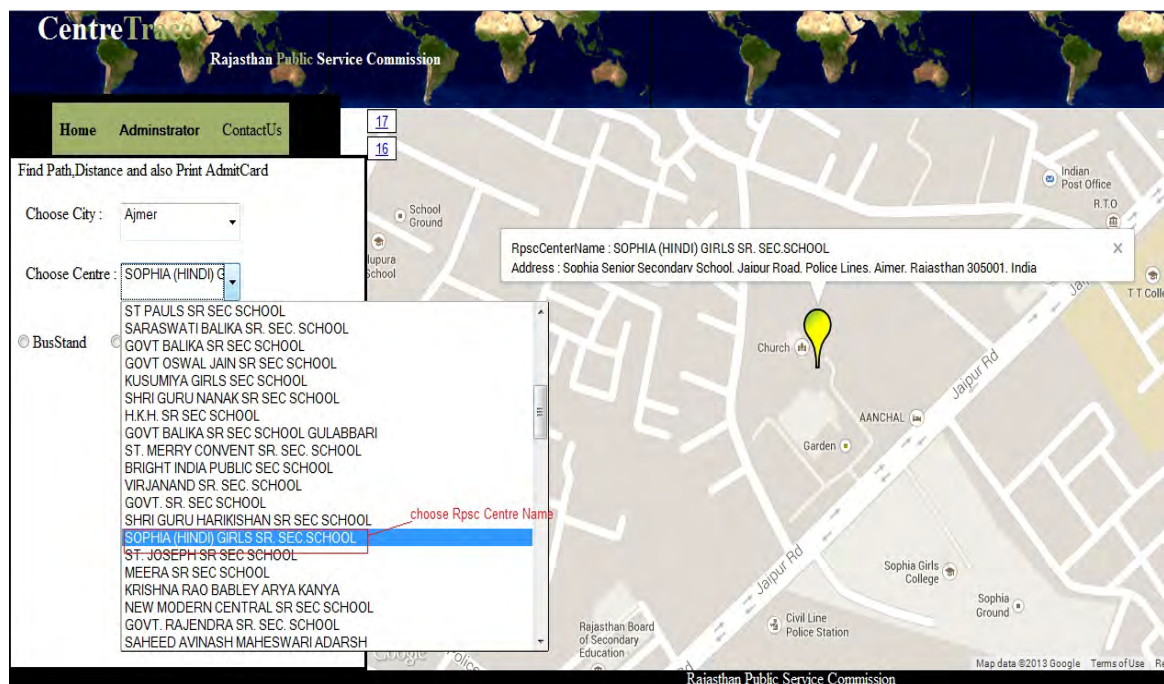 CentreTrace
Rajasthan Public Service Commission
Home Adminstrator ContactUs
17
16
Find Path,Distance and also Print AdmitCard
Choose City : Ajmer
Choose Centre : SOPHIA (HINDI) G
BusStand
ST PAULS SR SEC SCHOOL
SARASWATI BALIKA SR. SEC. SCHOOL
GOVT BALIKA SR SEC SCHOOL
GOVT OSWAL JAIN SR SEC SCHOOL
KUSUMIYA GIRLS SEC SCHOOL
SHRI GURU NANAK SR SEC SCHOOL
H.K.H. SR SEC SCHOOL
GOVT BALIKA SR SEC SCHOOL GULABBARI
ST. MERRY CONVENT SR. SEC. SCHOOL
BRIGHT INDIA PUBLIC SEC SCHOOL
VIRJANAND SR. SEC. SCHOOL
GOVT. SR. SEC SCHOOL
SHRI GURU HARIKISHAN SR SEC SCHOOL
choose Rpsc Centre Name
SOPHIA (HINDI) GIRLS SR. SEC.SCHOOL
ST. JOSEPH SR SEC SCHOOL
MEERA SR SEC SCHOOL
KRISHNA RAO BABLEY ARYA KANYA
NEW MODERN CENTRAL SR SEC SCHOOL
GOVT. RAJENDRA SR. SEC. SCHOOL
SAHEED AVINASH MAHESWARI ADARSH
School
Ground
lupura
School
Indian
Post Office
R.T.O
RpscCenterName : SOPHIA (HINDI) GIRLS SR. SEC.SCHOOL X
Address : Sophia Senior Secondary School, Jaipur Road, Police Lines, Ajmer, Rajasthan 305001, India
T T Colle
Church
Jaipur Rd
AANCHAL
Garden
Jaipur Rd
Sophia Girls
College
Sophia
Ground
Civil Line
Police Station
Rajasthan Board
of Secondary
Education
Google
Map data ©2013 Google Terms of Use Re
Rajasthan Public Service Commission